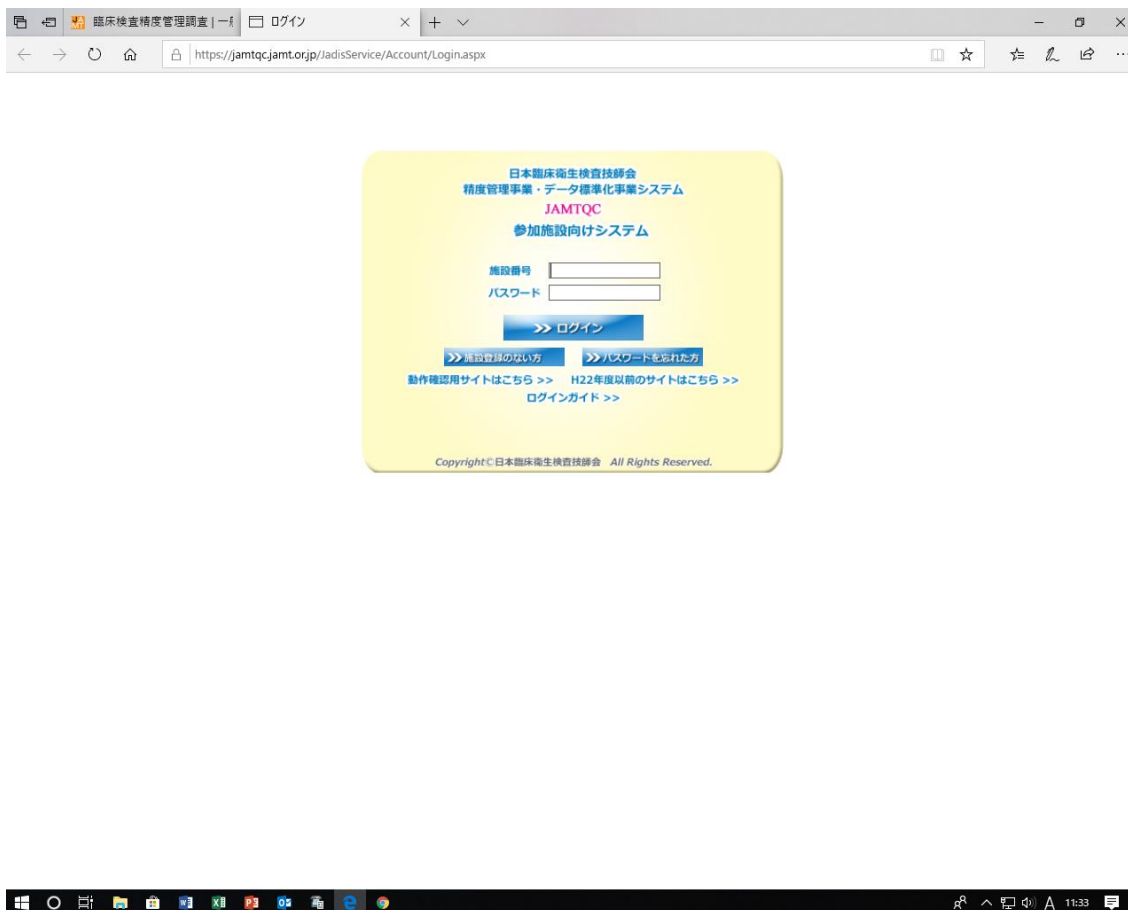 臨床検査精度管理調査 | 一般
ログイン
https://jamtqc.jamt.or.jp/JadisService/Account/Login.aspx
日本臨床衛生検査技師会
精度管理事業・データ標準化事業システム
JAMTQC
参加施設向けシステム
施設番号
パスワード
>> ログイン
>> 施設登録のない方 >> パスワードを忘れた方
動作確認用サイトはこちら >> H22年度以前のサイトはこちら >>
ログインガイド >>
Copyright©日本臨床衛生検査技師会 All Rights Reserved.
A 11:33